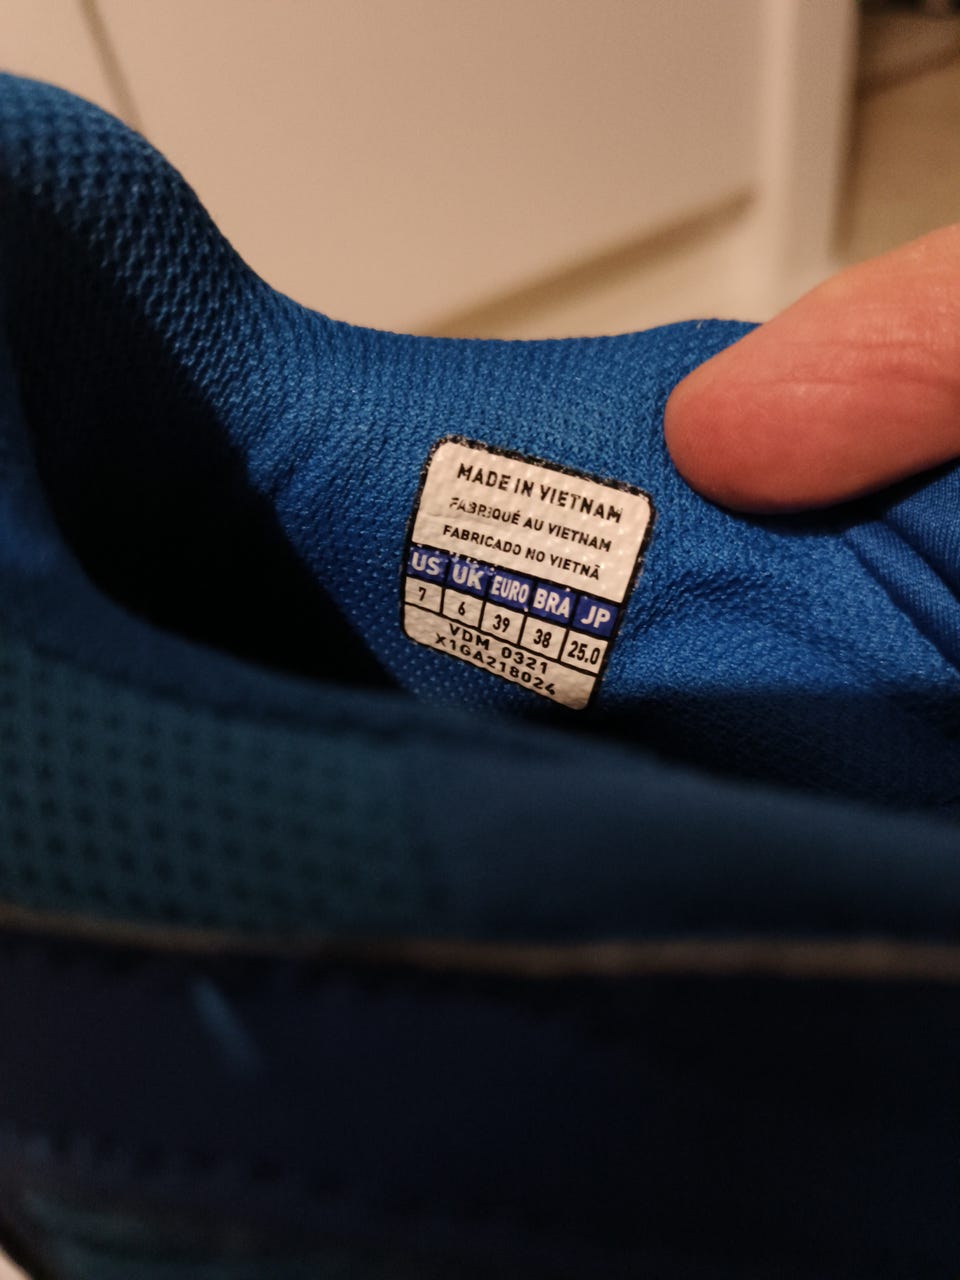 MADE IN VIETNAM
FABRIQUÉ AU VIETNAM
FABRICADO NO VIETNÃ
US UK EURO BRA JP
7 6 39 38 25.0
VDM 0321
X1GA218024